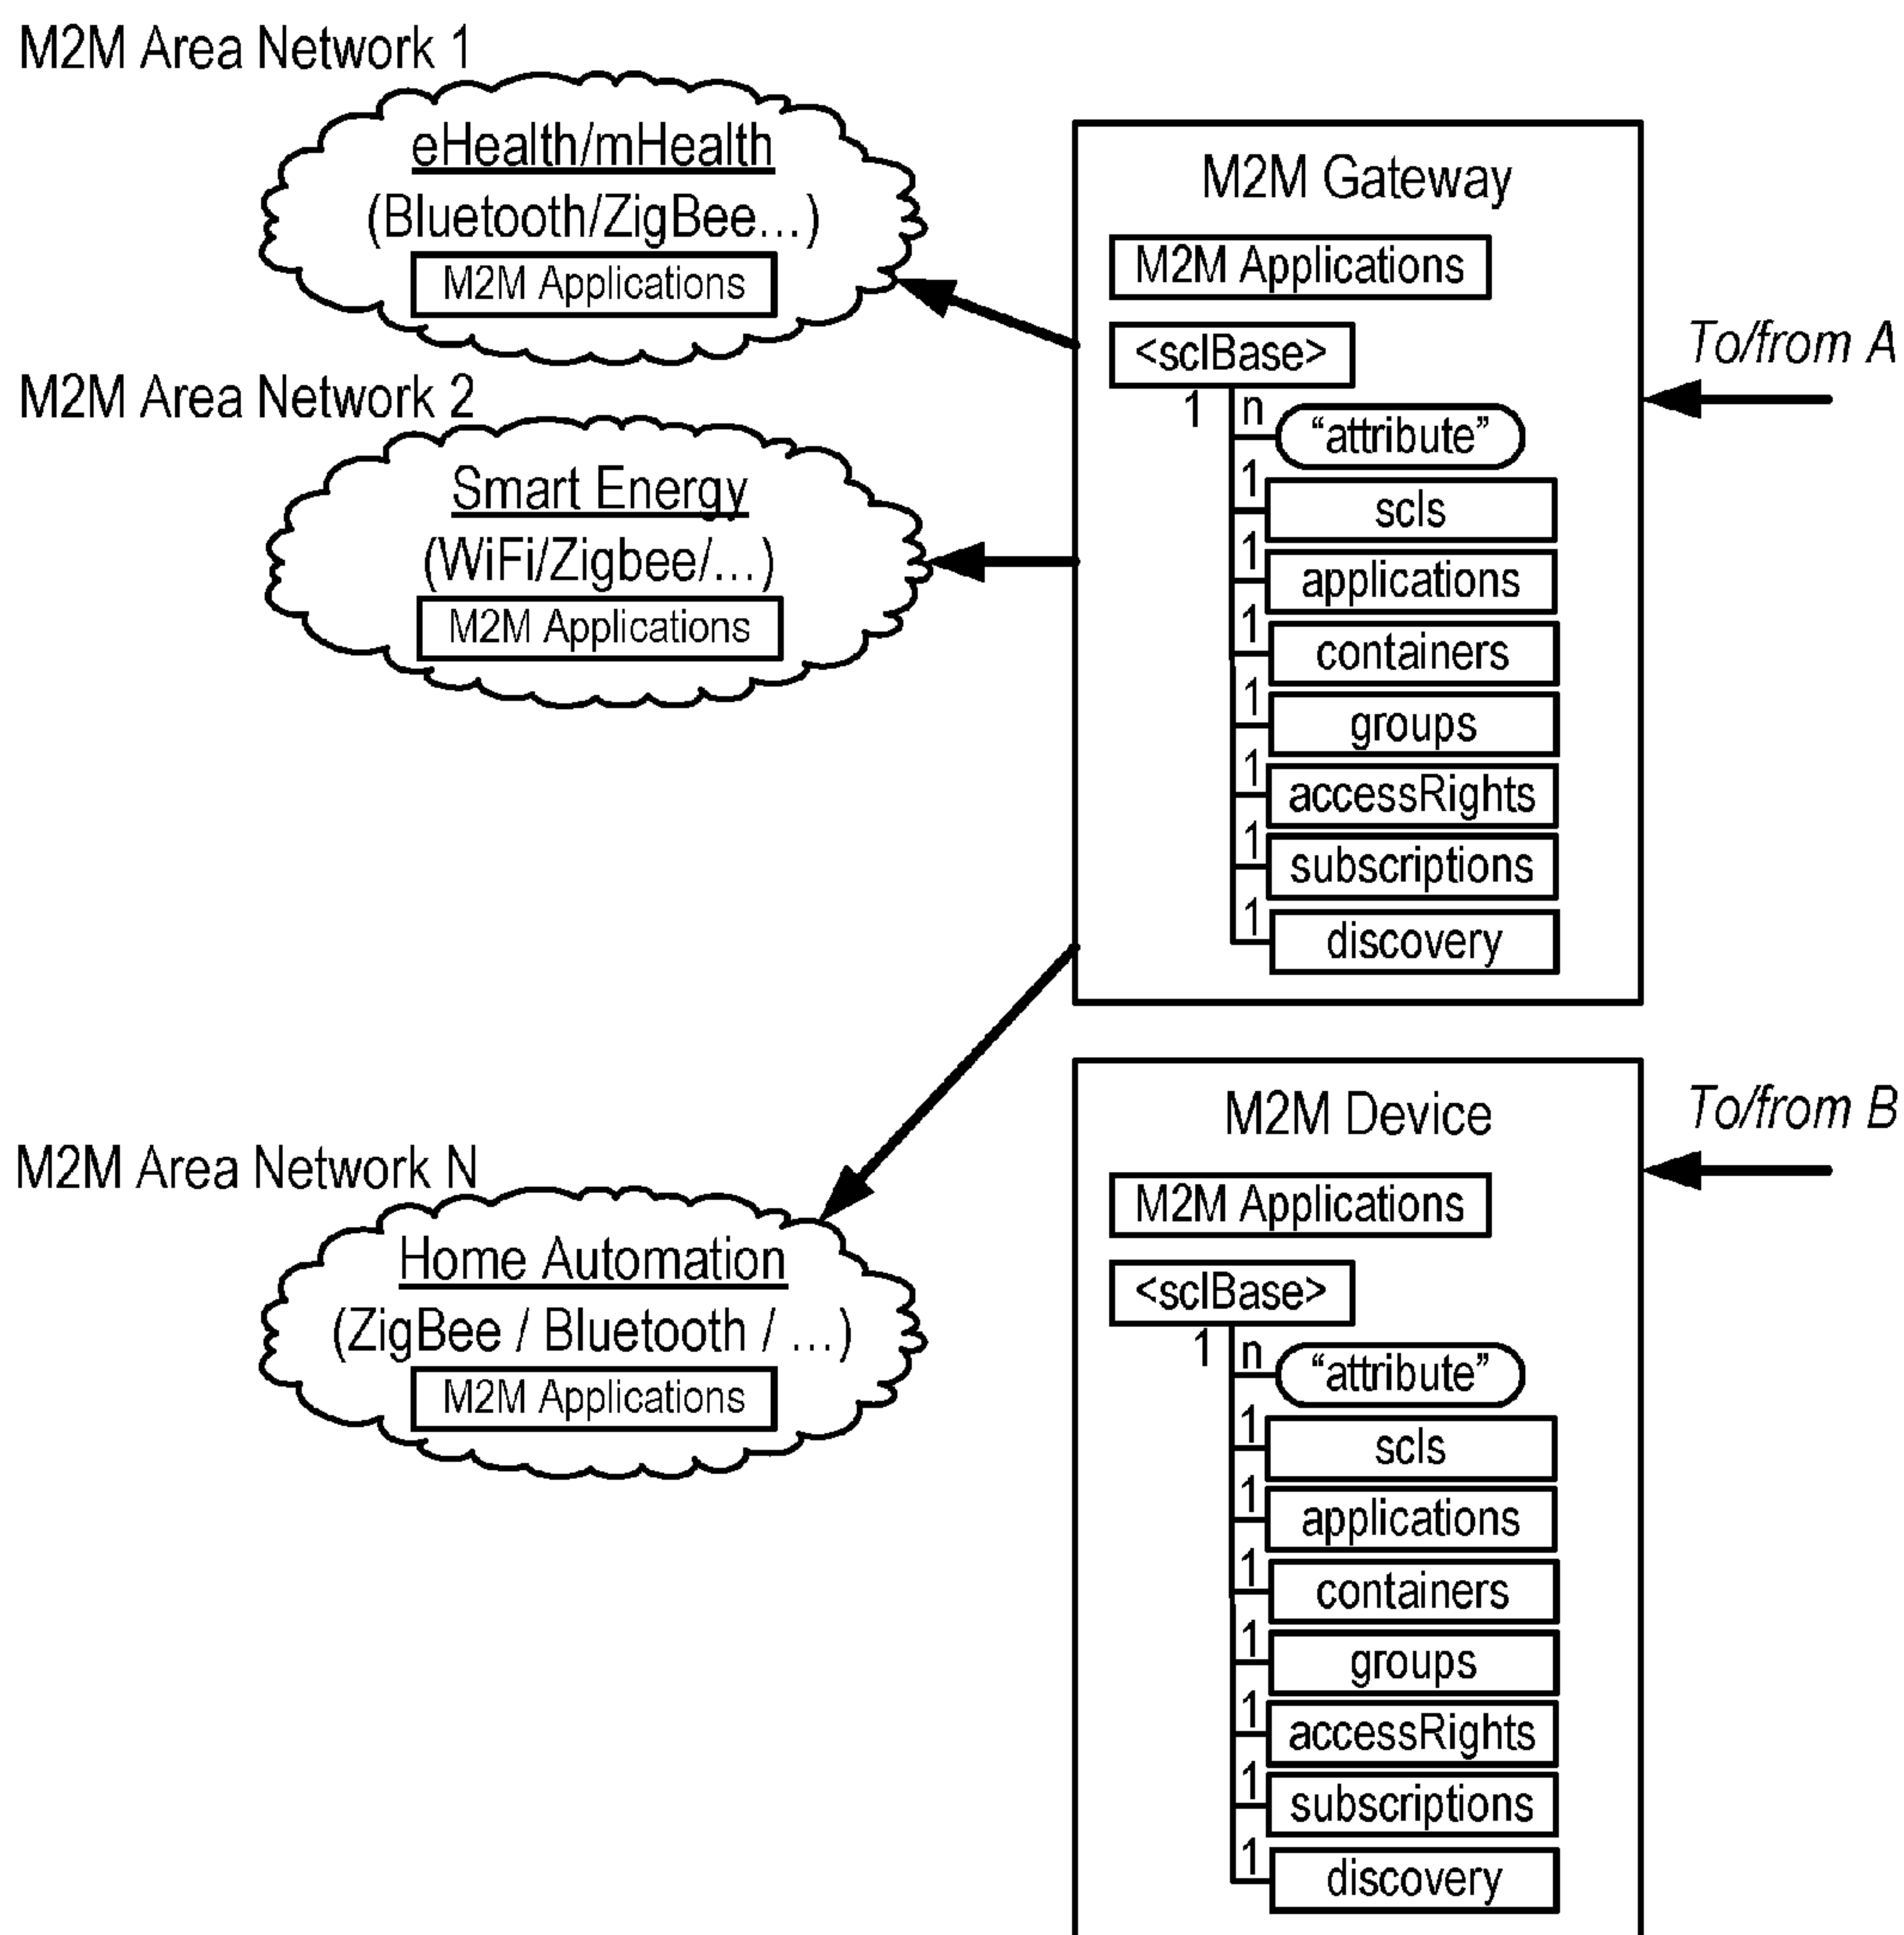 M2M Area Network 1
eHealth/mHealth
(Bluetooth/ZigBee...)
M2M Applications
M2M Area Network 2
Smart Energy
(WiFi/Zigbee/...)
M2M Applications
M2M Area Network N
Home Automation
(ZigBee / Bluetooth / ...)
M2M Applications
M2M Gateway
M2M Applications
<sclBase>
1 n
“attribute”
1
scls
1
applications
1
containers
1
groups
1
accessRights
1
subscriptions
1
discovery
To/from A
M2M Device
M2M Applications
<sclBase>
1 n
“attribute”
1
scls
1
applications
1
containers
1
groups
1
accessRights
1
subscriptions
1
discovery
To/from B